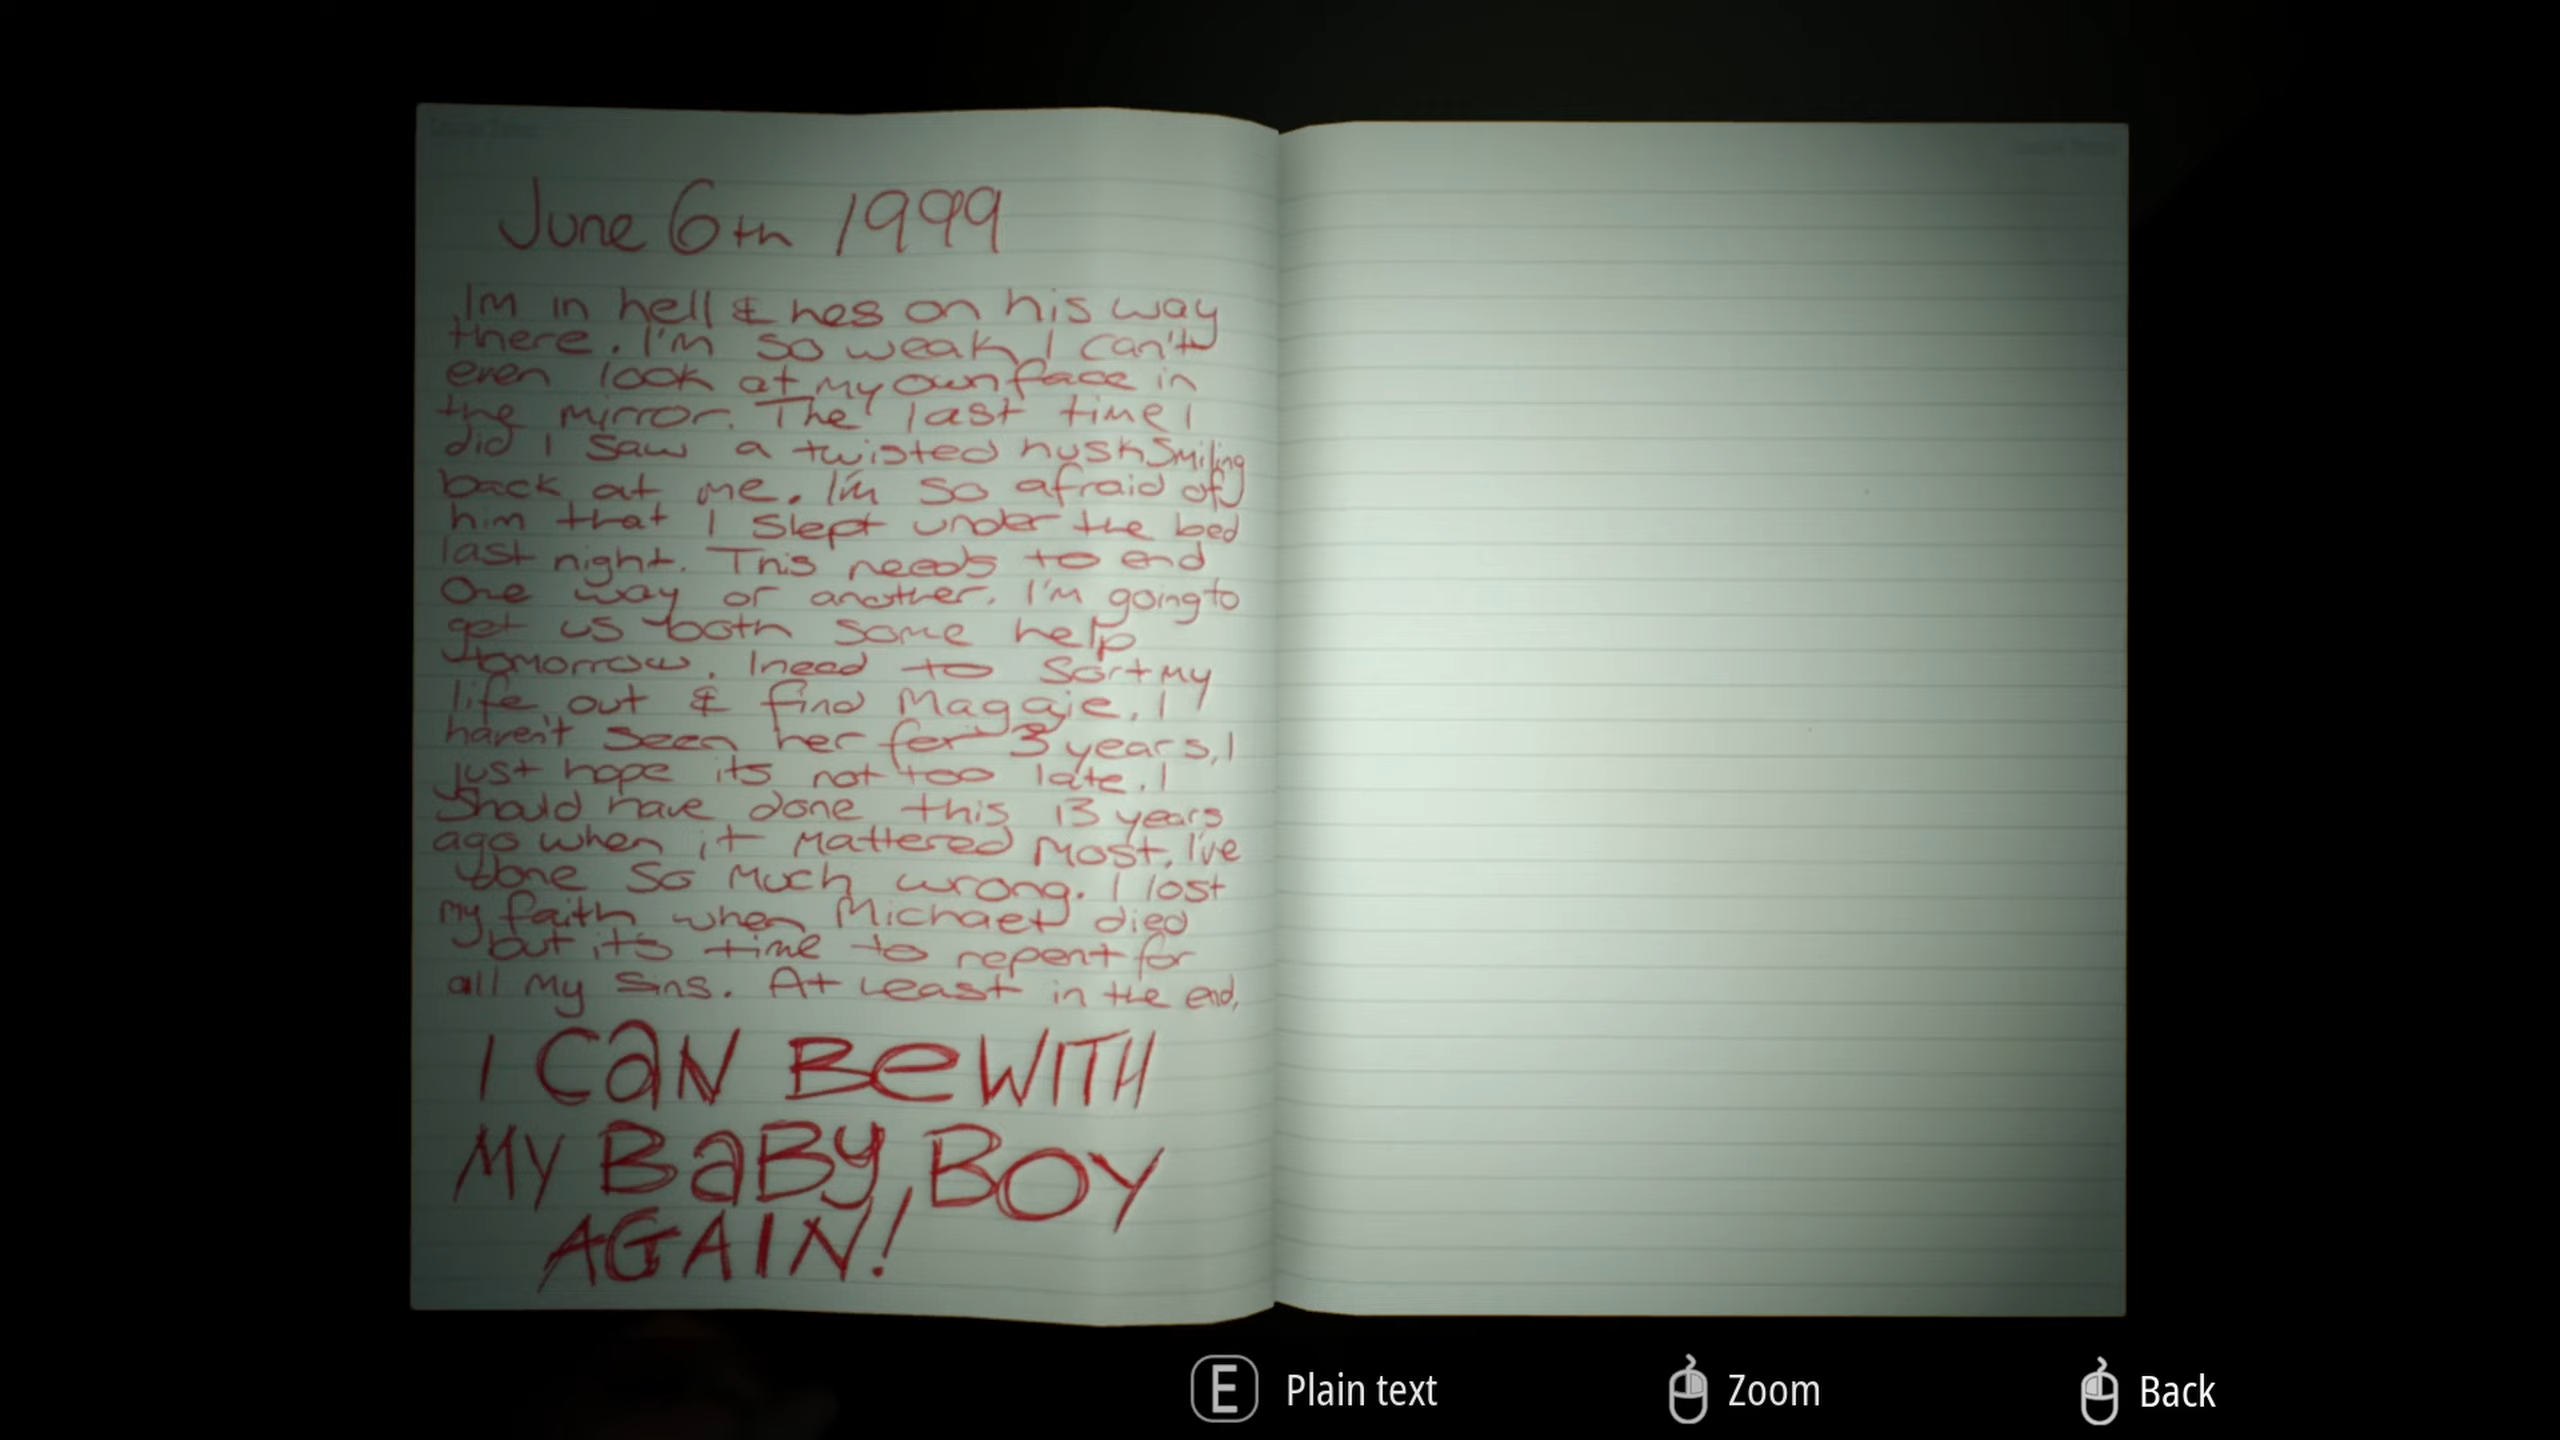 June 6th 1999
Im in hell & hes on his way
there. I'm so weak I can't
even look at my own face in
the mirror. The last time I
did I saw a twisted husk smiling
back at me. I'm so afraid of
him that I slept under the bed
last night. This needs to end
One way or another. I'm going to
get us both some help
tomorrow. I need to sort my
life out & find Maggie. I
haven't seen her for 3 years, I
just hope its not too late. I
Should have done this 13 years
ago when it mattered most. I've
done so much wrong. I lost
my faith when Michael died
but it's time to repent for
all my sins. At Least in the end,
I CaN Be WITH
MY BaBy, BOY
AGAIN!
E Plain text Zoom Back